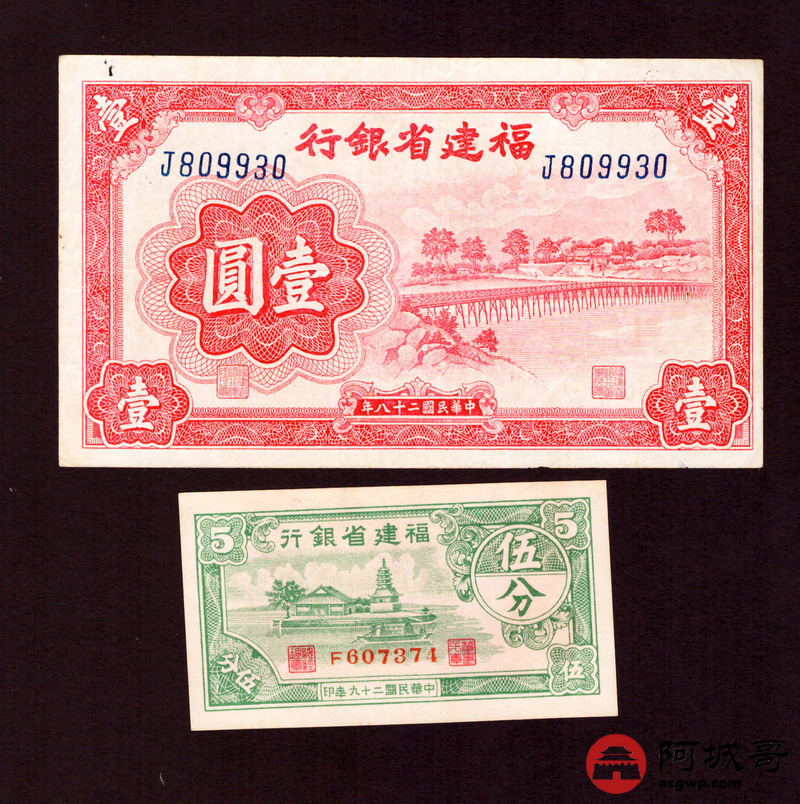 壹 壹
行銀省建福
J809930 J809930
圓壹
壹 壹
年八十二國民華中
5 5
行銀省建福
伍
分
F607374
伍
印年九十二國民華中
阿城哥
acgwp.com